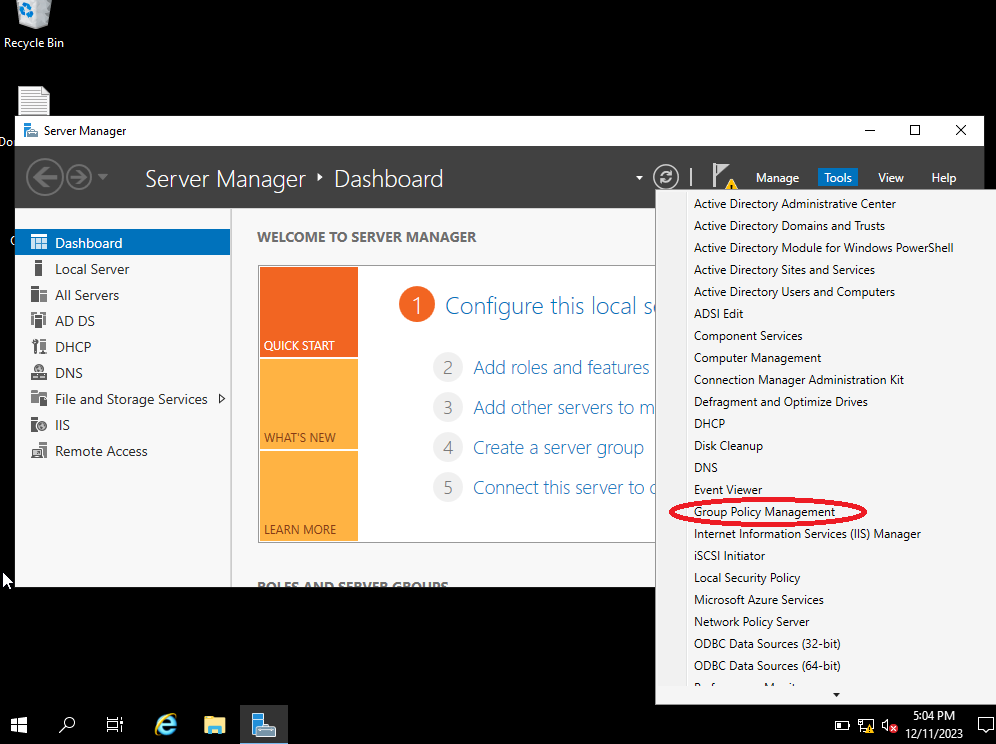 Recycle Bin
Do
Server Manager
Server Manager ‣ Dashboard
Manage
Tools
View
Help
Dashboard
Local Server
All Servers
AD DS
DHCP
DNS
File and Storage Services
IIS
Remote Access
WELCOME TO SERVER MANAGER
QUICK START
WHAT'S NEW
LEARN MORE
1 Configure this local se
2 Add roles and features
3 Add other servers to m
4 Create a server group
5 Connect this server to c
ROLES AND SERVER GROUPS
Active Directory Administrative Center
Active Directory Domains and Trusts
Active Directory Module for Windows PowerShell
Active Directory Sites and Services
Active Directory Users and Computers
ADSI Edit
Component Services
Computer Management
Connection Manager Administration Kit
Defragment and Optimize Drives
DHCP
Disk Cleanup
DNS
Event Viewer
Group Policy Management
Internet Information Services (IIS) Manager
iSCSI Initiator
Local Security Policy
Microsoft Azure Services
Network Policy Server
ODBC Data Sources (32-bit)
ODBC Data Sources (64-bit)
5:04 PM
12/11/2023